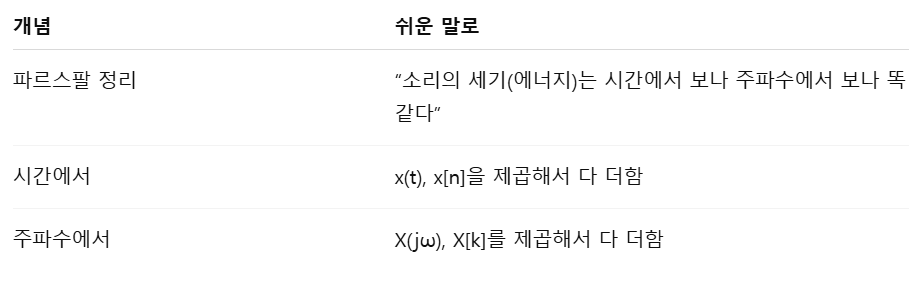 개념 쉬운 말로
파르스팔 정리 “소리의 세기(에너지)는 시간에서 보나 주파수에서 보나 똑
같다”
시간에서 x(t), x[n]을 제곱해서 다 더함
주파수에서 X(jω), X[k]를 제곱해서 다 더함